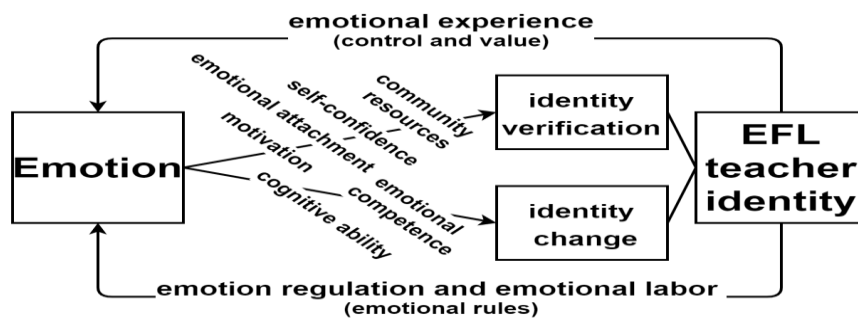 emotional experience
(control and value)
Emotion
emotional attachment
motivation
self-confidence
community
resources
cognitive ability
emotional
competence
identity
verification
identity
change
EFL
teacher
identity
emotion regulation and emotional labor
(emotional rules)